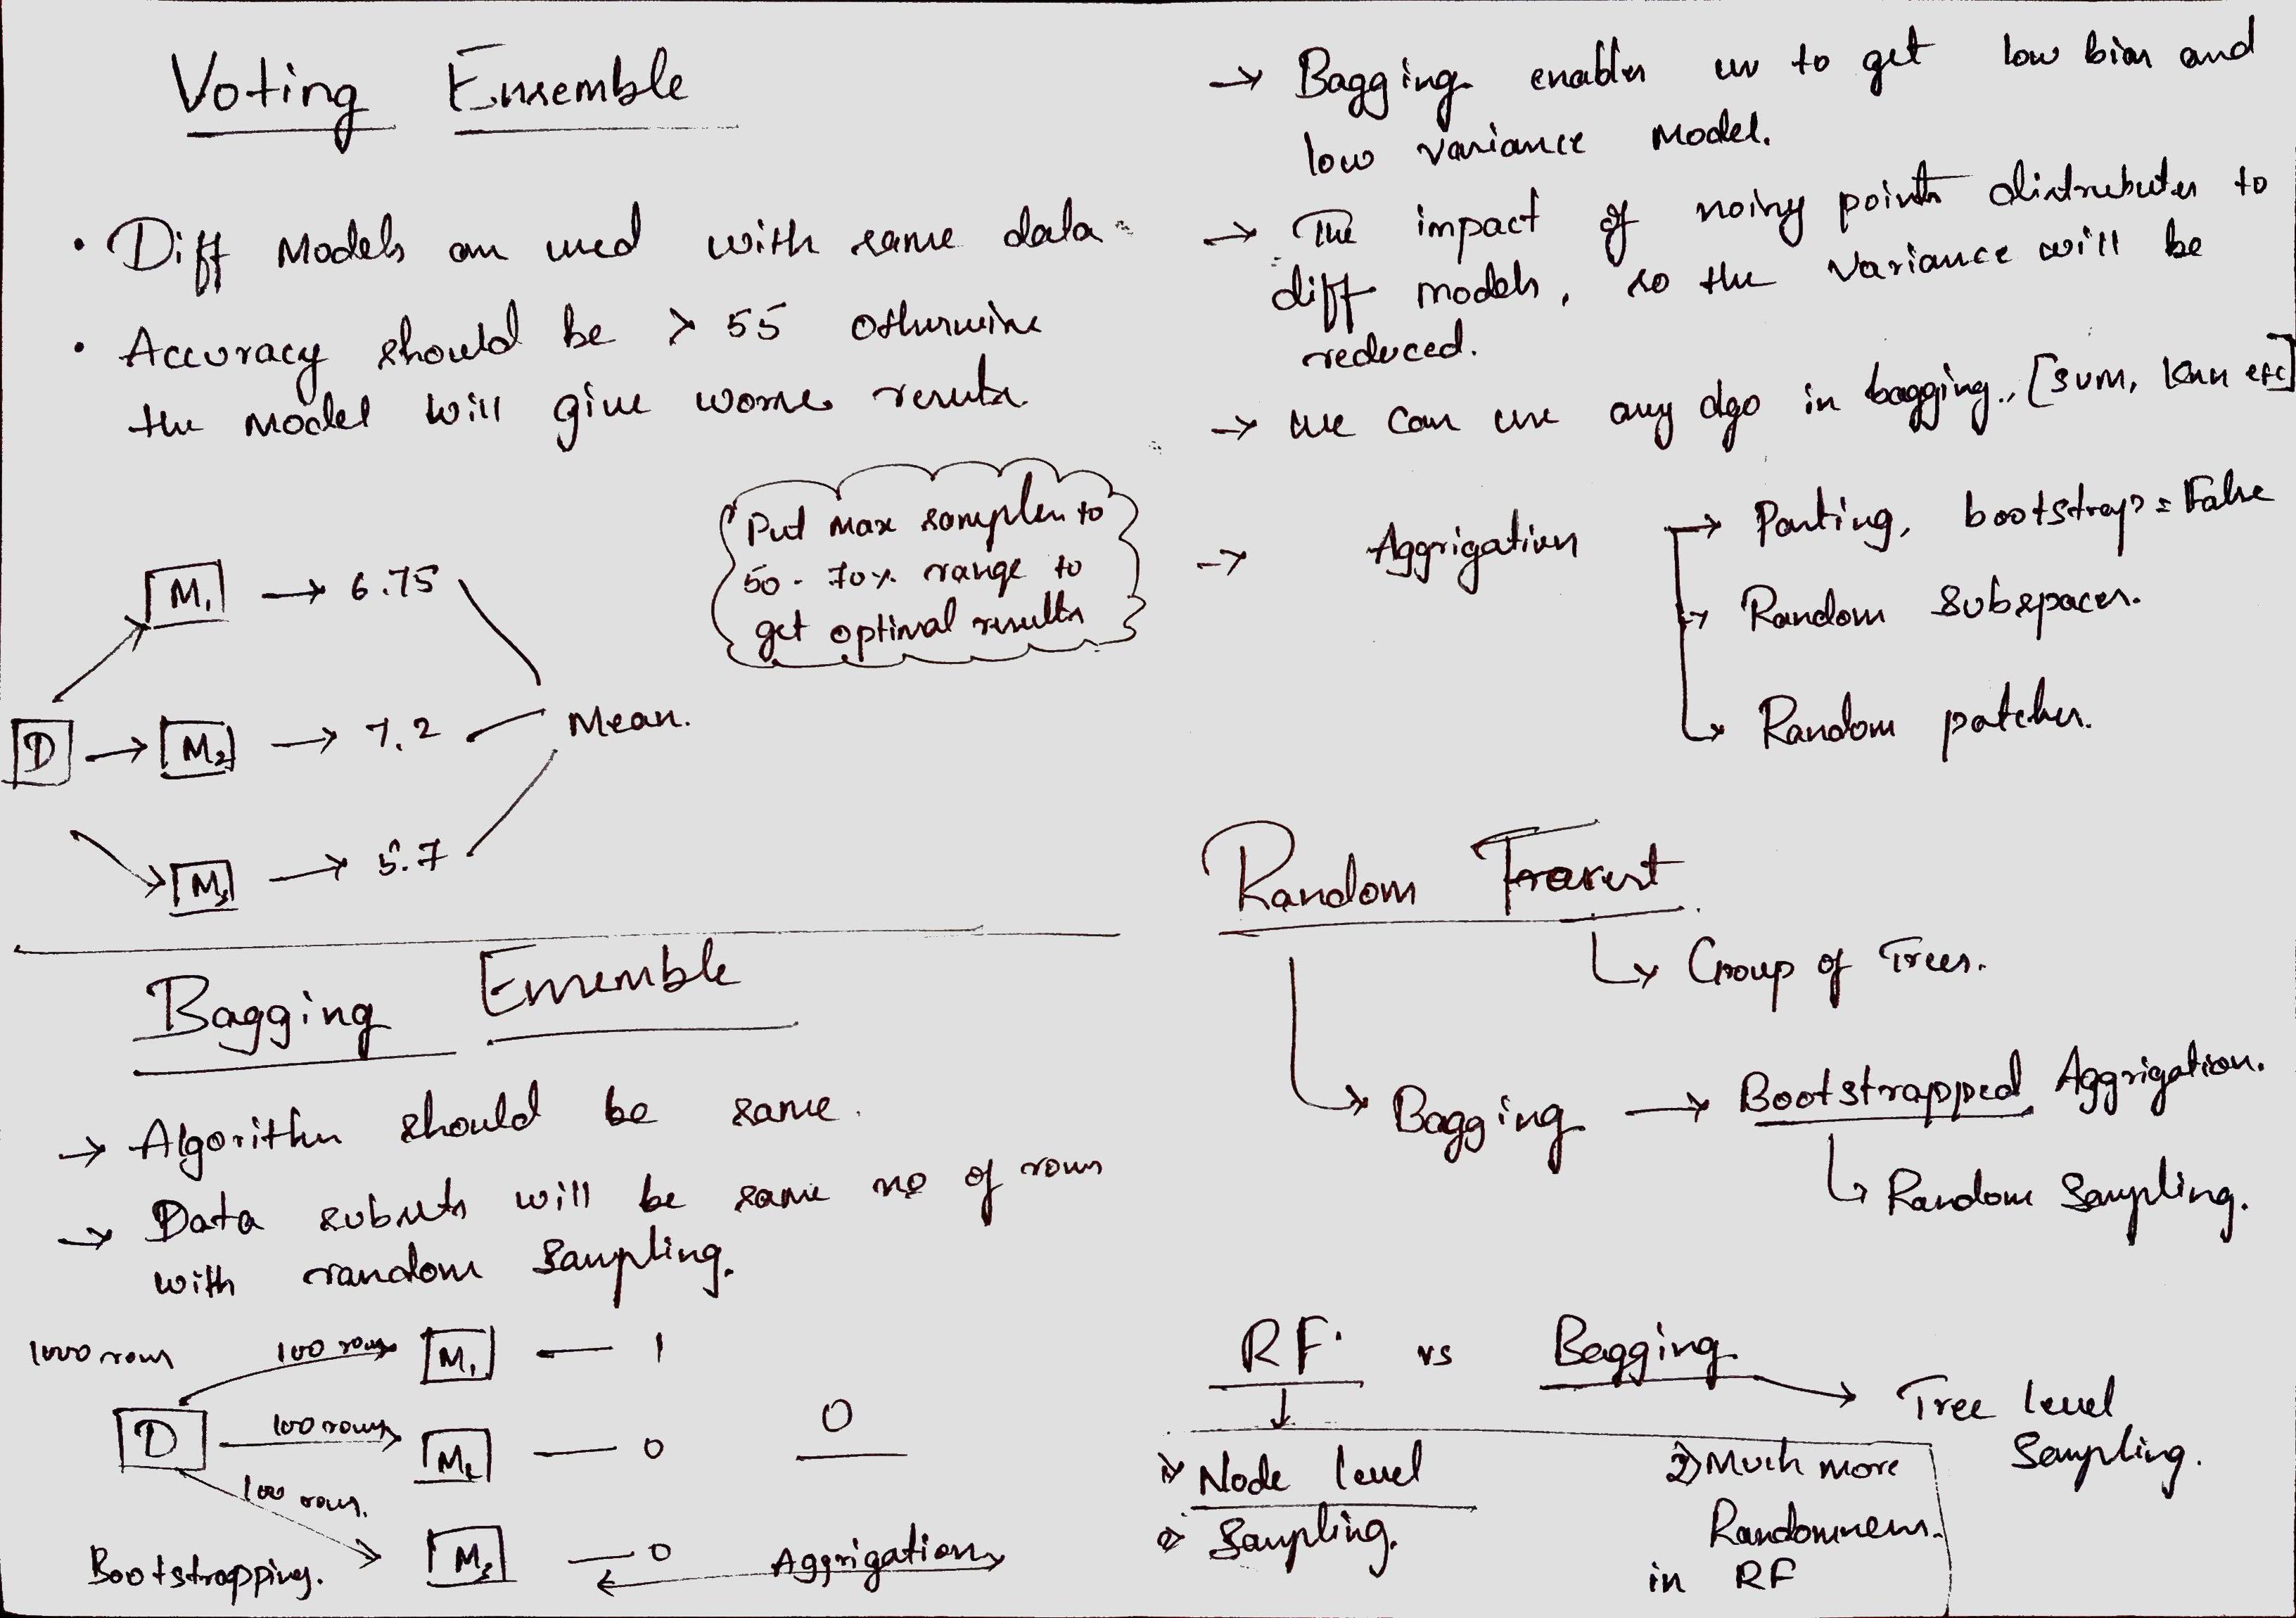 Voting Ensemble
• Diff Models are used with same data
• Accuracy should be > 55 otherwise
the model will give worse results
Put max samples to
50 - 70% range to
get optimal results
M1 → 6.75
D → M2 → 7.2
Mean.
M3 → 5.7
Bagging Ensemble
→ Algorithm should be same.
→ Data subsets will be same no of rows
with random Sampling.
1000 rows
100 rows
M1 — 1
D
100 rows
M2 — 0
0
100 rows.
Bootstrapping.
M3 — 0
Aggrigation
→ Bagging enables us to get low bias and
low variance model.
→ The impact of noisy points distributes to
diff models, so the variance will be
reduced.
→ we can use any algo in bagging.. [SVM, Knn etc]
→ Aggrigation
→ Pasting, bootstrap = False
→ Random Subspaces.
→ Random patches.
Random Forest
↳ Group of Trees.
↳ Bagging → Bootstrapped Aggrigation.
↳ Random Sampling.
RF vs Bagging
→ Tree level
Sampling.
1) Node level
Sampling.
2) Much more
Randomness.
in RF